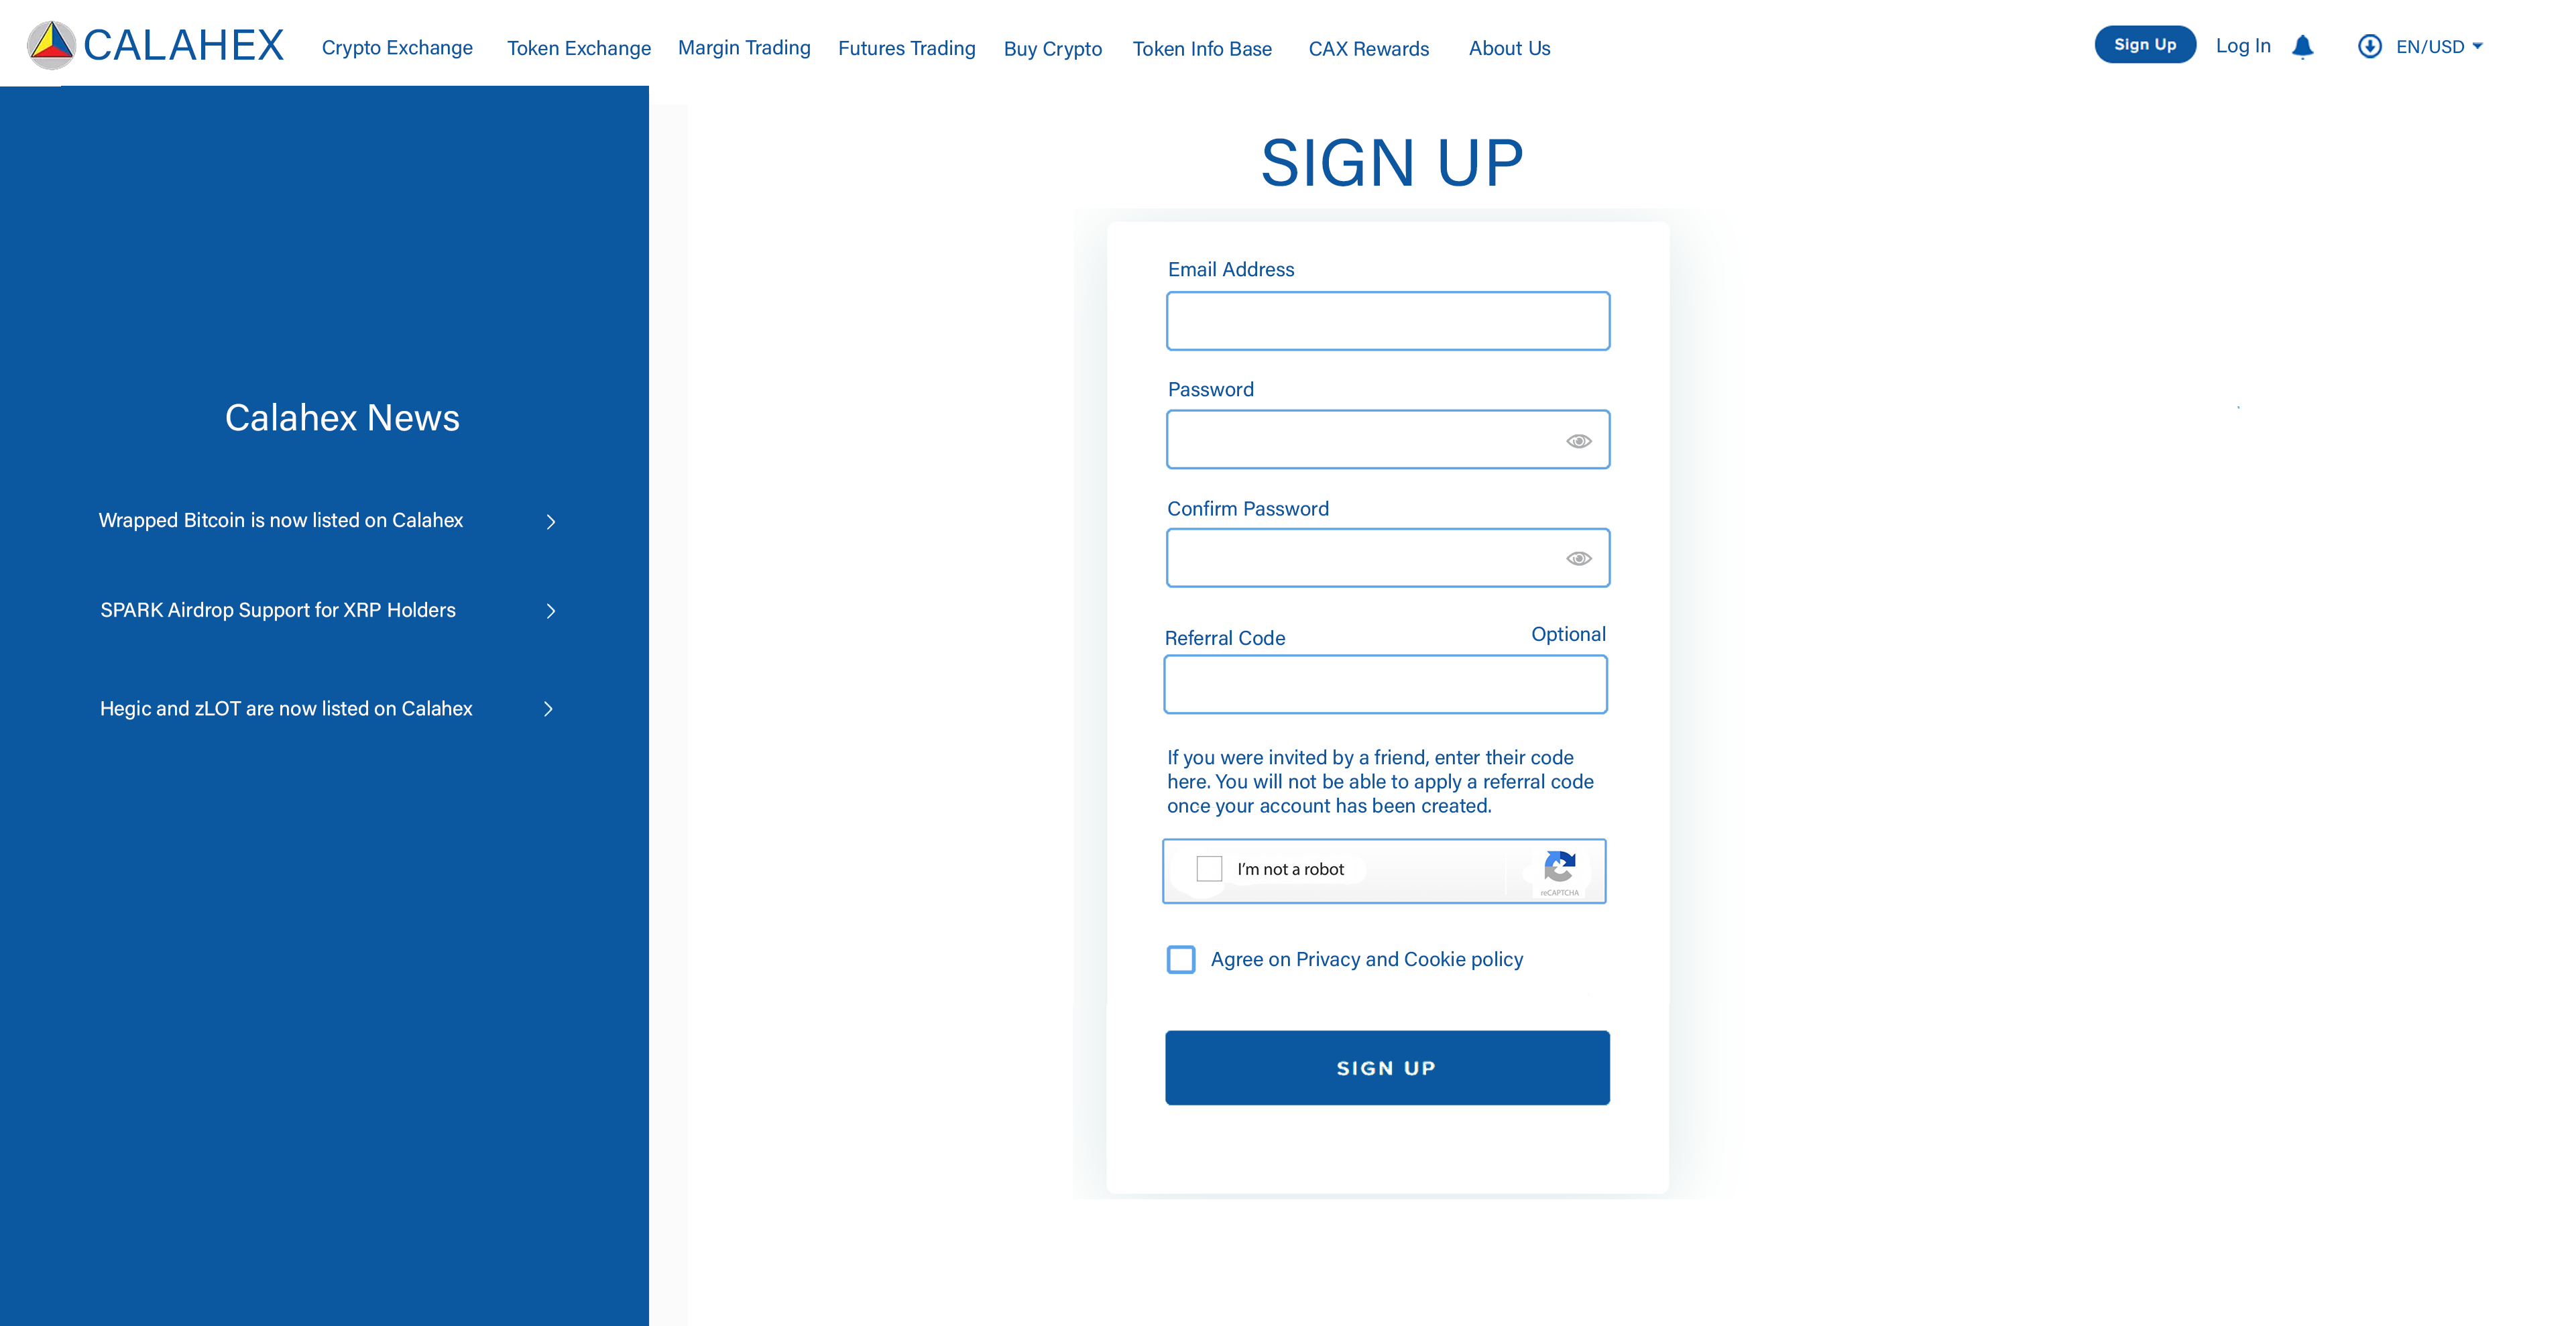 CALAHEX
Crypto Exchange
Token Exchange
Margin Trading
Futures Trading
Buy Crypto
Token Info Base
CAX Rewards
About Us
Sign Up
Log In
EN/USD
Calahex News
Wrapped Bitcoin is now listed on Calahex
SPARK Airdrop Support for XRP Holders
Hegic and zLOT are now listed on Calahex
SIGN UP
Email Address
Password
Confirm Password
Referral Code
Optional
If you were invited by a friend, enter their code
here. You will not be able to apply a referral code
once your account has been created.
I'm not a robot
reCAPTCHA
Agree on Privacy and Cookie policy
SIGN UP